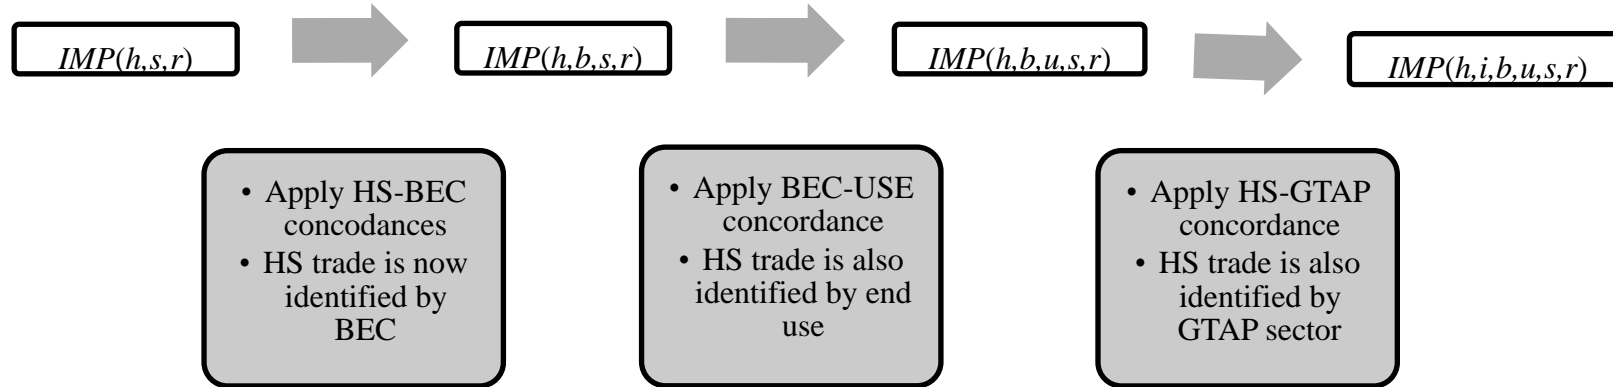 IMP(h,s,r)
IMP(h,b,s,r)
IMP(h,b,u,s,r)
IMP(h,i,b,u,s,r)
• Apply HS-BEC
concodances
• HS trade is now
identified by
BEC
• Apply BEC-USE
concordance
• HS trade is also
identified by end
use
• Apply HS-GTAP
concordance
• HS trade is also
identified by
GTAP sector